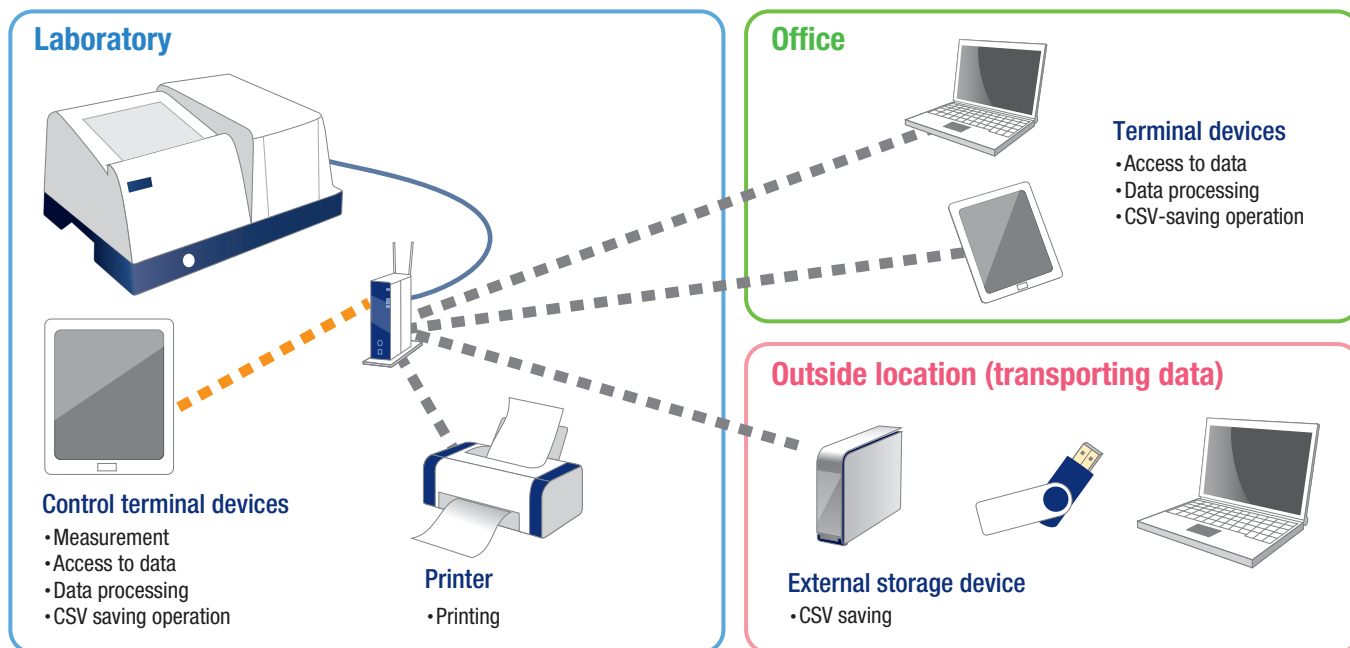 Laboratory
Control terminal devices
•Measurement
•Access to data
•Data processing
•CSV saving operation
Printer
•Printing
Office
Terminal devices
•Access to data
•Data processing
•CSV-saving operation
Outside location (transporting data)
External storage device
•CSV saving